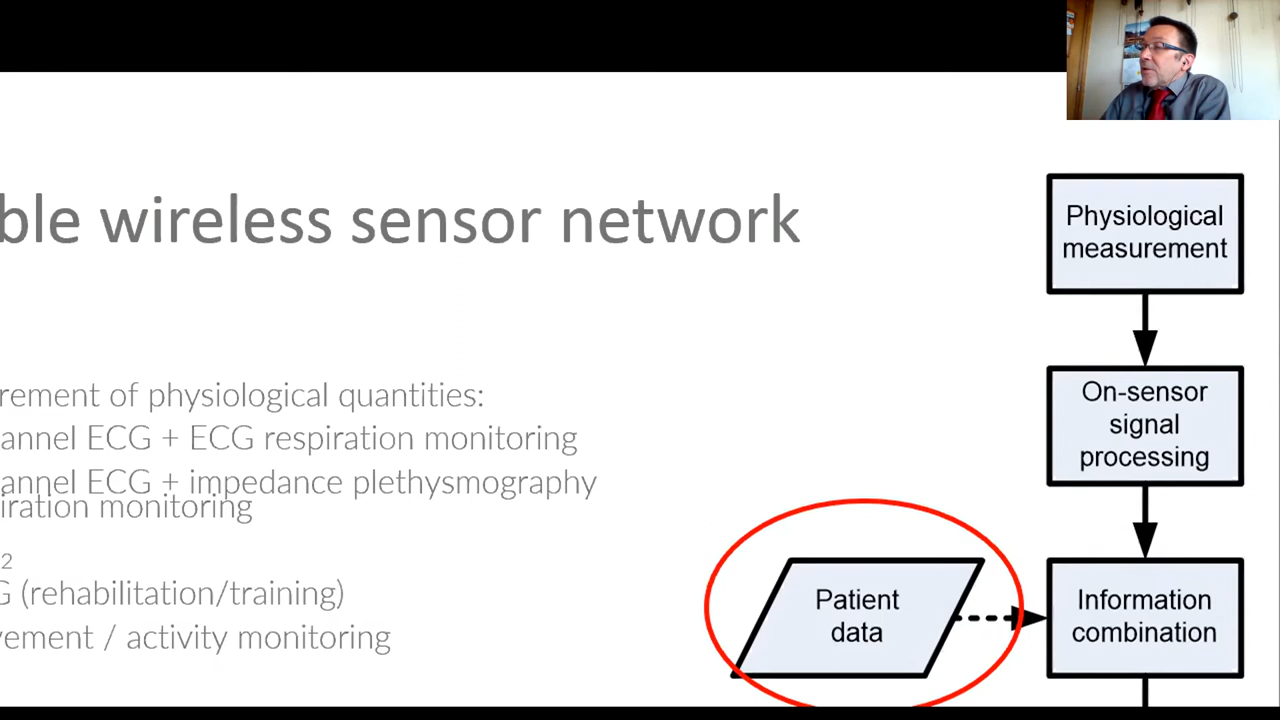 ble wireless sensor network
rement of physiological quantities:
annel ECG + ECG respiration monitoring
annel ECG + impedance plethysmography
iration monitoring
2
G (rehabilitation/training)
vement / activity monitoring
Physiological
measurement
On-sensor
signal
processing
Patient
data
Information
combination